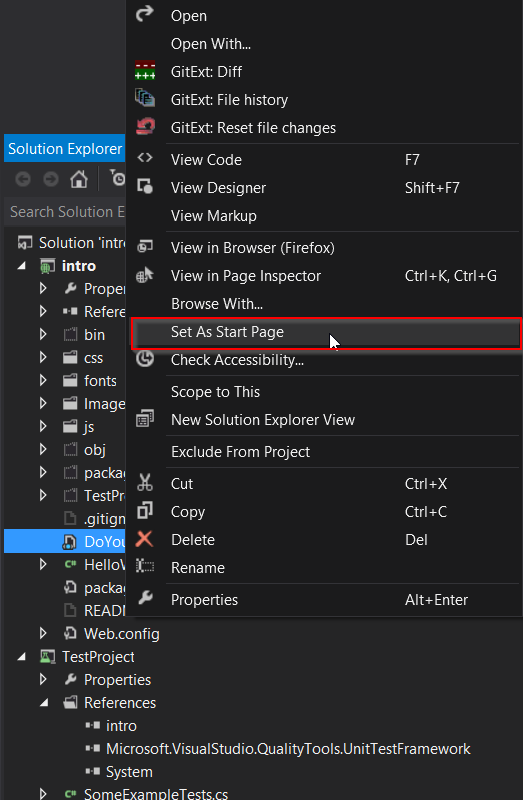 Open
Open With...
GitExt: Diff
GitExt: File history
GitExt: Reset file changes
View Code F7
View Designer Shift+F7
View Markup
View in Browser (Firefox)
View in Page Inspector Ctrl+K, Ctrl+G
Browse With...
Set As Start Page
Check Accessibility...
Scope to This
New Solution Explorer View
Exclude From Project
Cut Ctrl+X
Copy Ctrl+C
Delete Del
Rename
Properties Alt+Enter
Solution Explorer
Search Solution E
Solution 'intro
intro
Proper
Refere
bin
css
fonts
Image
js
obj
packag
TestPro
.gitign
DoYou
HelloW
packag
READM
Web.config
TestProject
Properties
References
intro
Microsoft.VisualStudio.QualityTools.UnitTestFramework
System
SomeExampleTests.cs